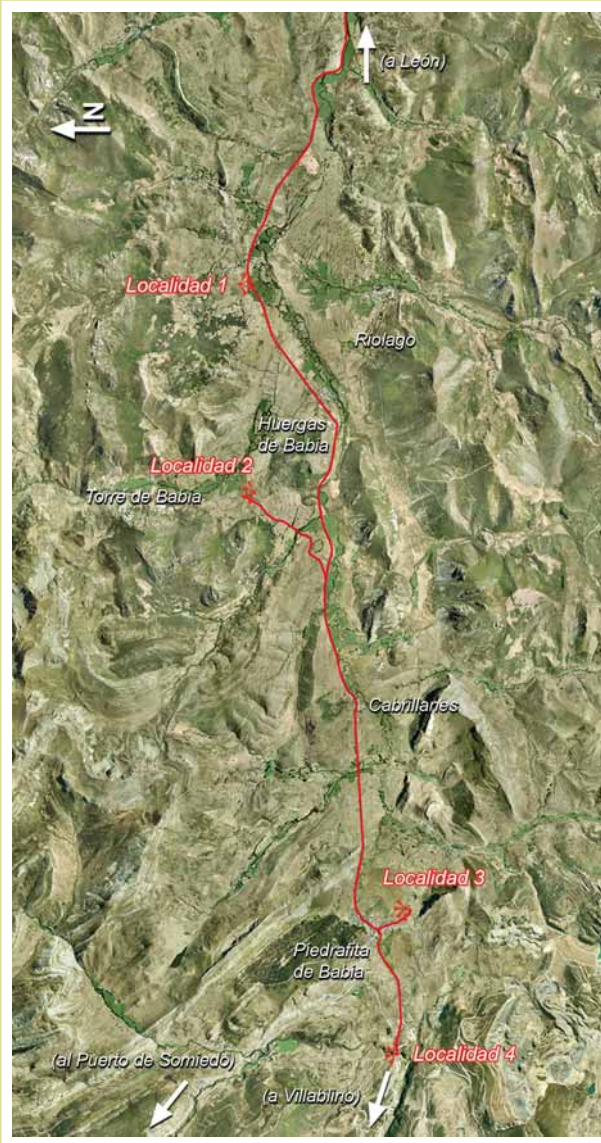 (a León)
N
Localidad 1
Riolago
Huergas
de Babia
Localidad 2
Torre de Babia
Cabrillanes
Localidad 3
Piedrafita
de Babia
(al Puerto de Somiedo)
Localidad 4
(a Villablino)